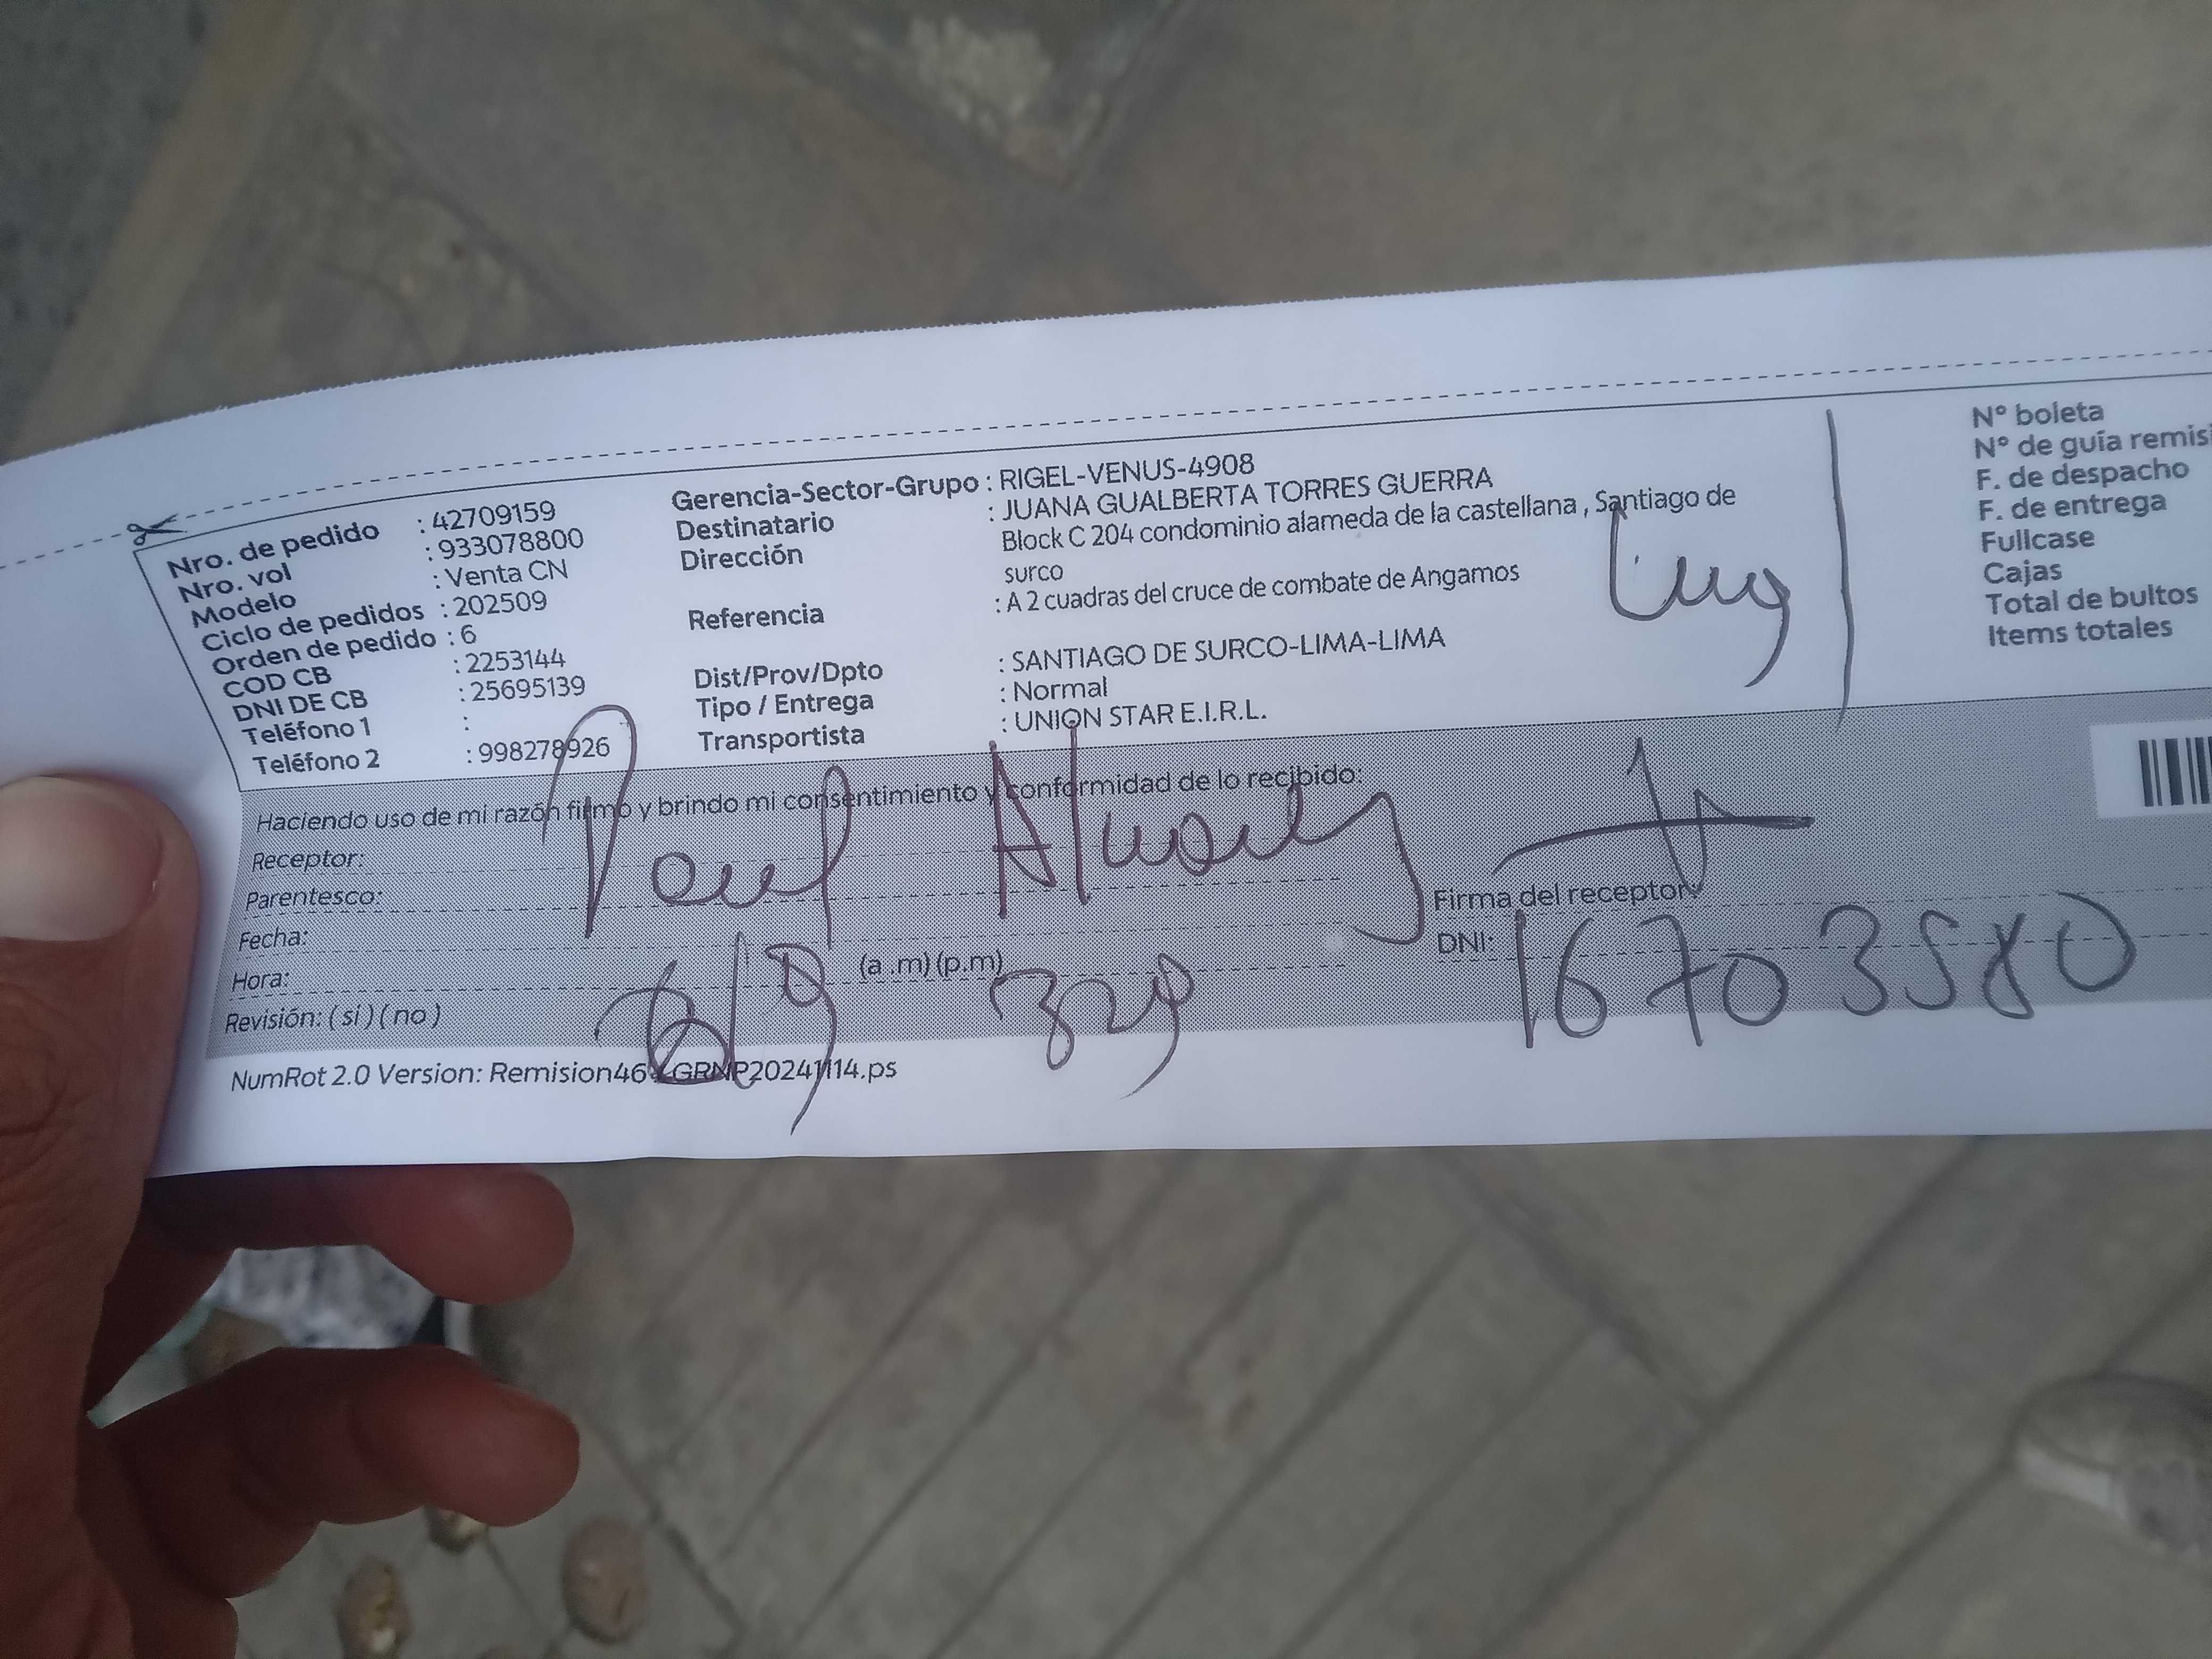 Nro. de pedido : 42709159
Nro. vol : 933078800
Modelo : Venta CN
Ciclo de pedidos : 202509
Orden de pedido : 6
COD CB : 2253144
DNI DE CB : 25695139
Teléfono 1 :
Teléfono 2 : 998278926
Gerencia-Sector-Grupo : RIGEL-VENUS-4908
Destinatario : JUANA GUALBERTA TORRES GUERRA
Dirección Block C 204 condominio alameda de la castellana , Santiago de
surco
Referencia : A 2 cuadras del cruce de combate de Angamos
Dist/Prov/Dpto : SANTIAGO DE SURCO-LIMA-LIMA
Tipo / Entrega : Normal
Transportista : UNION STAR E.I.R.L.
N° boleta
N° de guía remisi
F. de despacho
F. de entrega
Fullcase
Cajas
Total de bultos
Items totales
Haciendo uso de mi razón firmo y brindo mi consentimiento y conformidad de lo recibido:
Receptor:
Parentesco:
Fecha:
Hora: (a .m) (p.m)
Revisión: ( si ) ( no )
329
Firma del receptor
DNI: 16703580
NumRot 2.0 Version: Remision46 GRNP20241114.ps